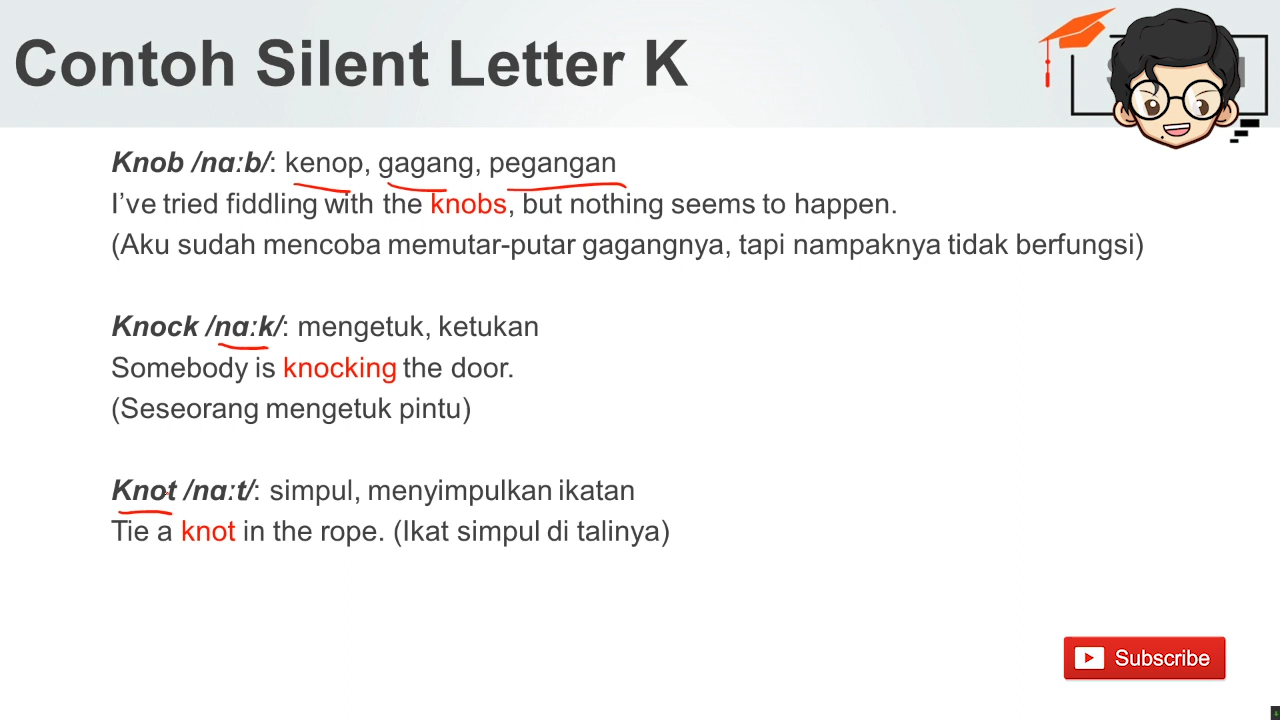 Contoh Silent Letter K
Knob /nɑːb/: kenop, gagang, pegangan
I’ve tried fiddling with the knobs, but nothing seems to happen.
(Aku sudah mencoba memutar-putar gagangnya, tapi nampaknya tidak berfungsi)
Knock /nɑːk/: mengetuk, ketukan
Somebody is knocking the door.
(Seseorang mengetuk pintu)
Knot /nɑːt/: simpul, menyimpulkan ikatan
Tie a knot in the rope. (Ikat simpul di talinya)
Subscribe